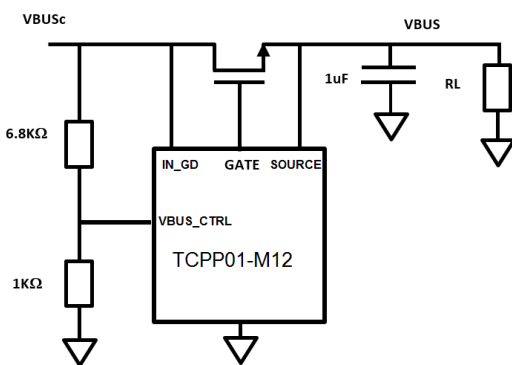 VBUSc
VBUS
1uF
RL
6.8KΩ
IN_GD
GATE
SOURCE
VBUS_CTRL
TCPP01-M12
1KΩ